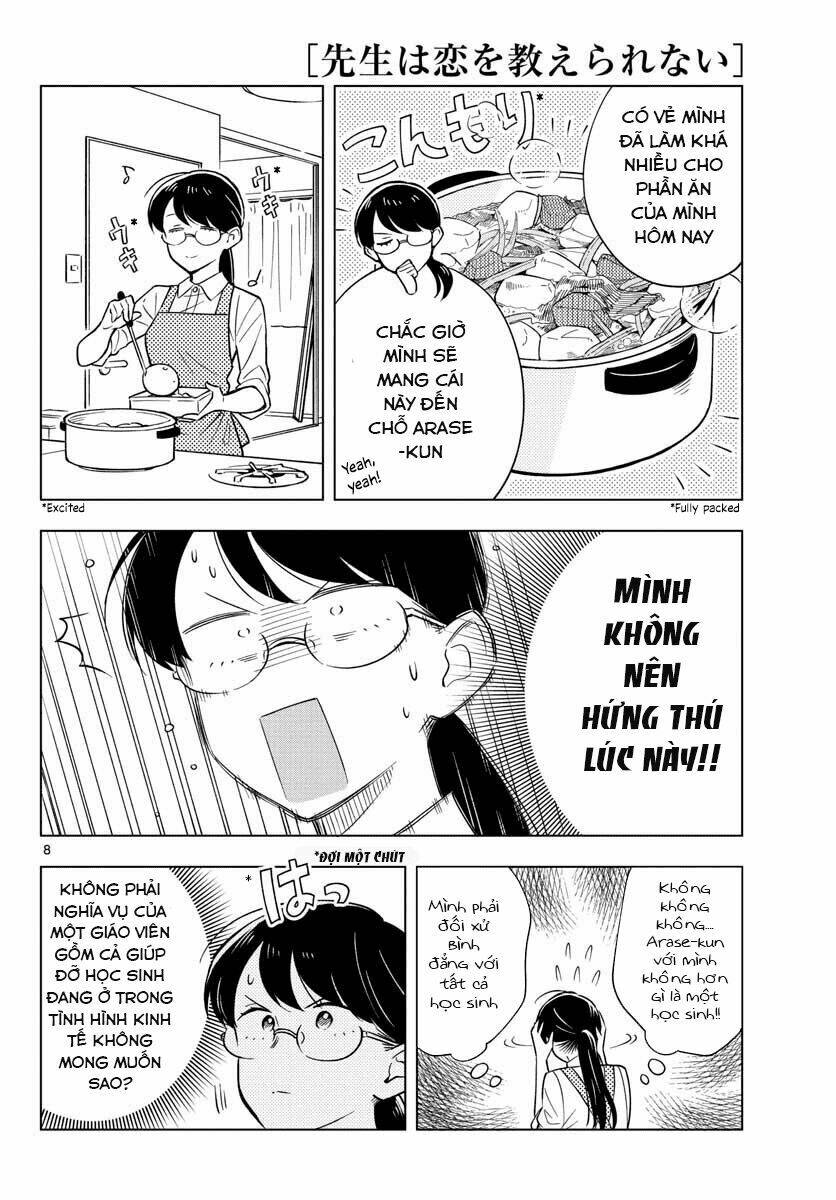 [先生は恋を教えられない]
CÓ VẺ MÌNH
ĐÃ LÀM KHÁ
NHIỀU CHO
PHẦN ĂN
CỦA MÌNH
HÔM NAY
こんもり*
CHẮC GIỜ
MÌNH SẼ
MANG CÁI
NÀY ĐẾN
CHỖ ARASE
-KUN
Yeah,
yeah!
*Fully packed
ウキ*
ウキ
*Excited
MÌNH
KHÔNG
NÊN
HỨNG THÚ
LÚC NÀY!!
8
Không
không
không....
Arase-kun
với mình
không hơn
gì là một
học sinh!!
Mình phải
đối xử
Bình
đẳng với
tất cả
học sinh
*ĐỢI MỘT CHÚT
*
はっ
KHÔNG PHẢI
NGHĨA VỤ CỦA
MỘT GIÁO VIÊN
GỒM CẢ GIÚP
ĐỠ HỌC SINH
ĐANG Ở TRONG
TÌNH HÌNH KINH
TẾ KHÔNG
MONG MUỐN
SAO?